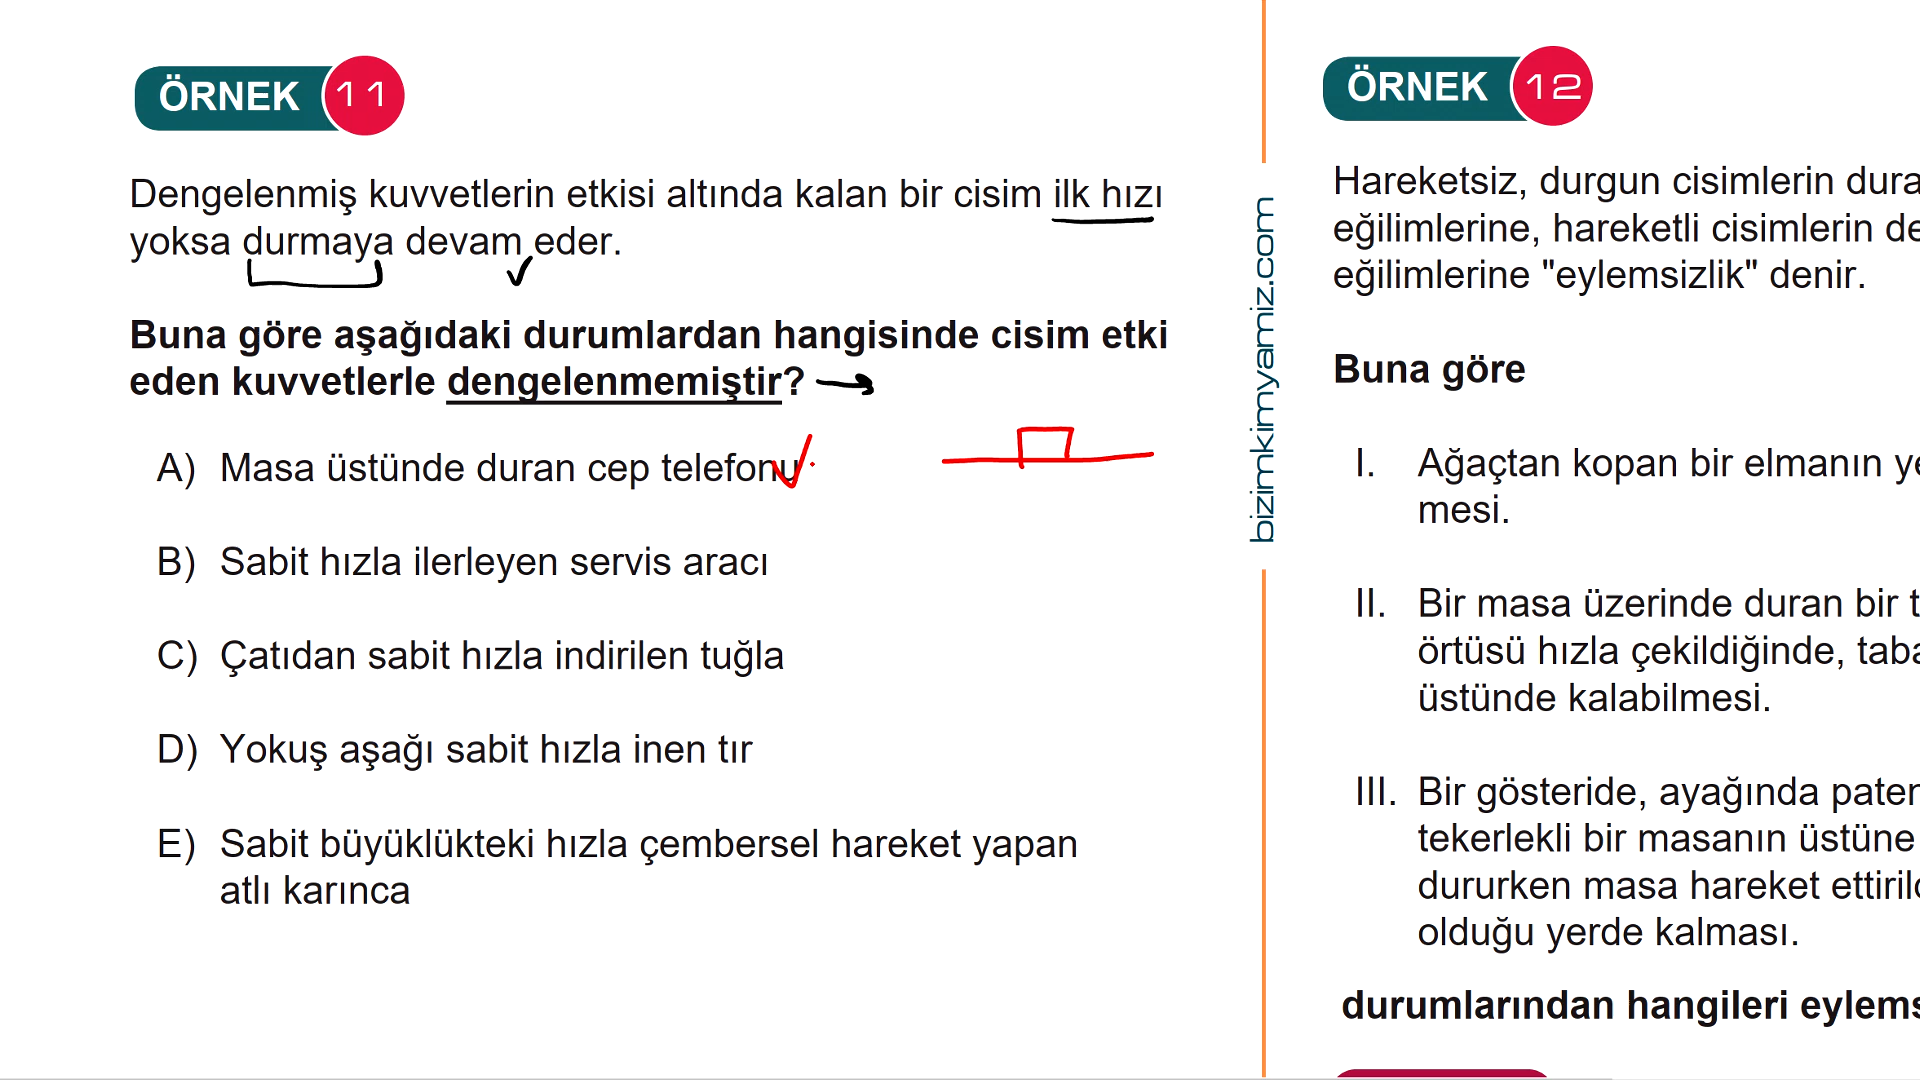 ÖRNEK 11
Dengelenmiş kuvvetlerin etkisi altında kalan bir cisim ilk hızı
yoksa durmaya devam eder.
Buna göre aşağıdaki durumlardan hangisinde cisim etki
eden kuvvetlerle dengelenmemiştir?
A) Masa üstünde duran cep telefonu
B) Sabit hızla ilerleyen servis aracı
C) Çatıdan sabit hızla indirilen tuğla
D) Yokuş aşağı sabit hızla inen tır
E) Sabit büyüklükteki hızla çembersel hareket yapan
atlı karınca
bizimkimyamiz.com
ÖRNEK 12
Hareketsiz, durgun cisimlerin dura
eğilimlerine, hareketli cisimlerin de
eğilimlerine "eylemsizlik" denir.
Buna göre
I. Ağaçtan kopan bir elmanın ye
mesi.
II. Bir masa üzerinde duran bir t
örtüsü hızla çekildiğinde, taba
üstünde kalabilmesi.
III. Bir gösteride, ayağında paten
tekerlekli bir masanın üstüne
dururken masa hareket ettiril
olduğu yerde kalması.
durumlarından hangileri eylems